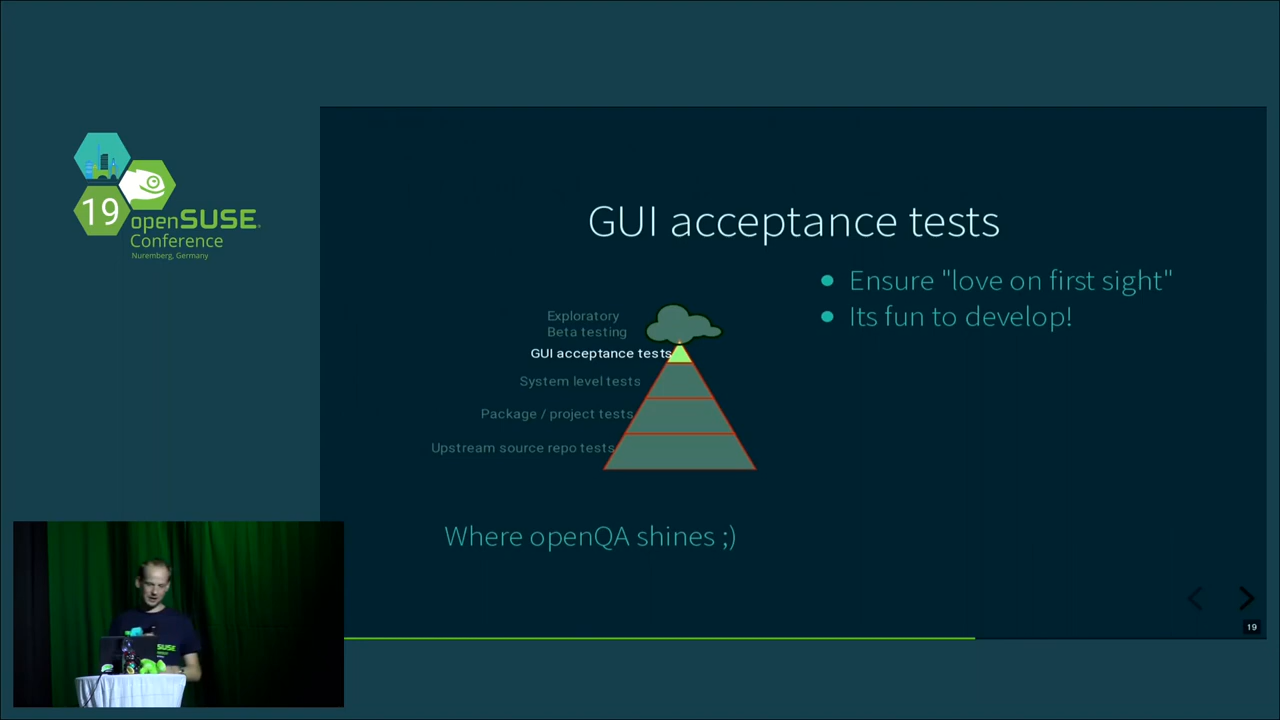 19
openSUSE
Conference
Nuremberg, Germany
GUI acceptance tests
Ensure "love on first sight"
Its fun to develop!
Exploratory
Beta testing
GUI acceptance tests
System level tests
Package / project tests
Upstream source repo tests
Where openQA shines ;)
SUSE
19